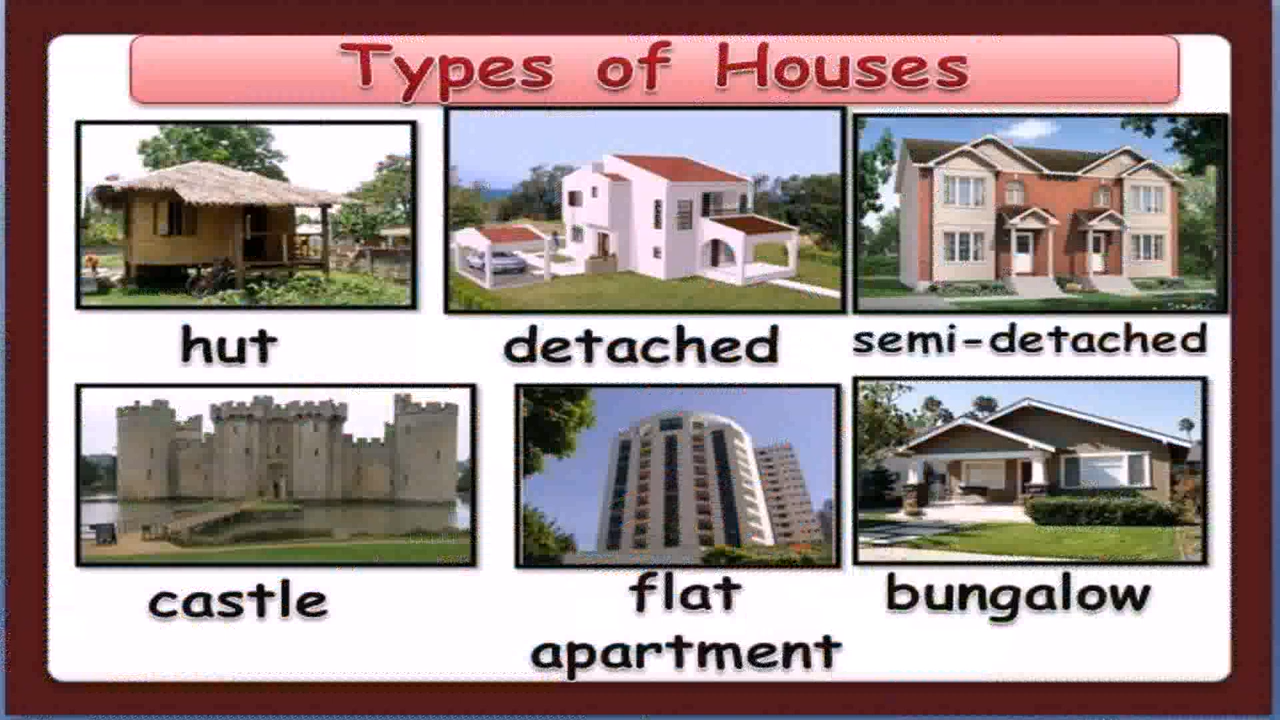 Types of Houses
hut
detached
semi-detached
castle
flat
apartment
bungalow